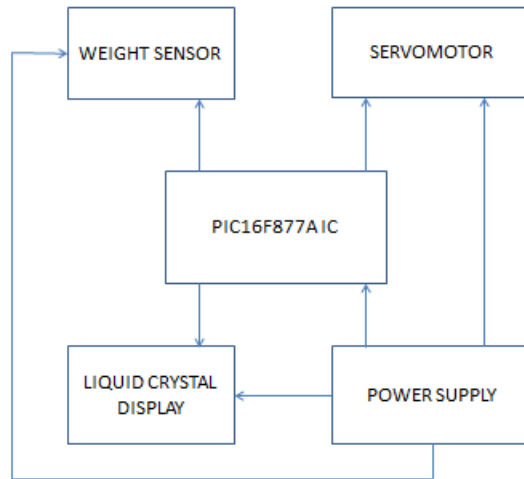 WEIGHT SENSOR
SERVOMOTOR
PIC16F877A IC
LIQUID CRYSTAL
DISPLAY
POWER SUPPLY